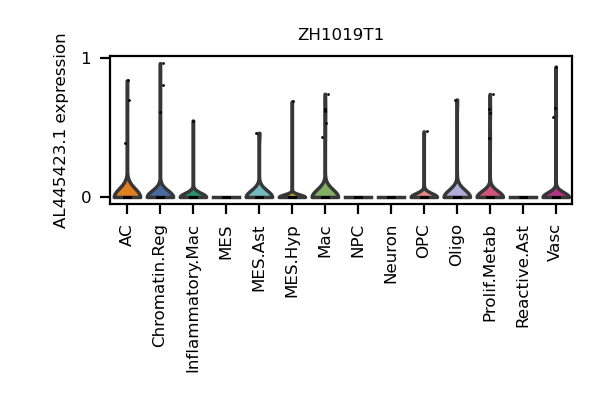 ZH1019T1
AL445423.1 expression
1
0
AC
Chromatin.Reg
Inflammatory.Mac
MES
MES.Ast
MES.Hyp
Mac
NPC
Neuron
OPC
Oligo
Prolif.Metab
Reactive.Ast
Vasc